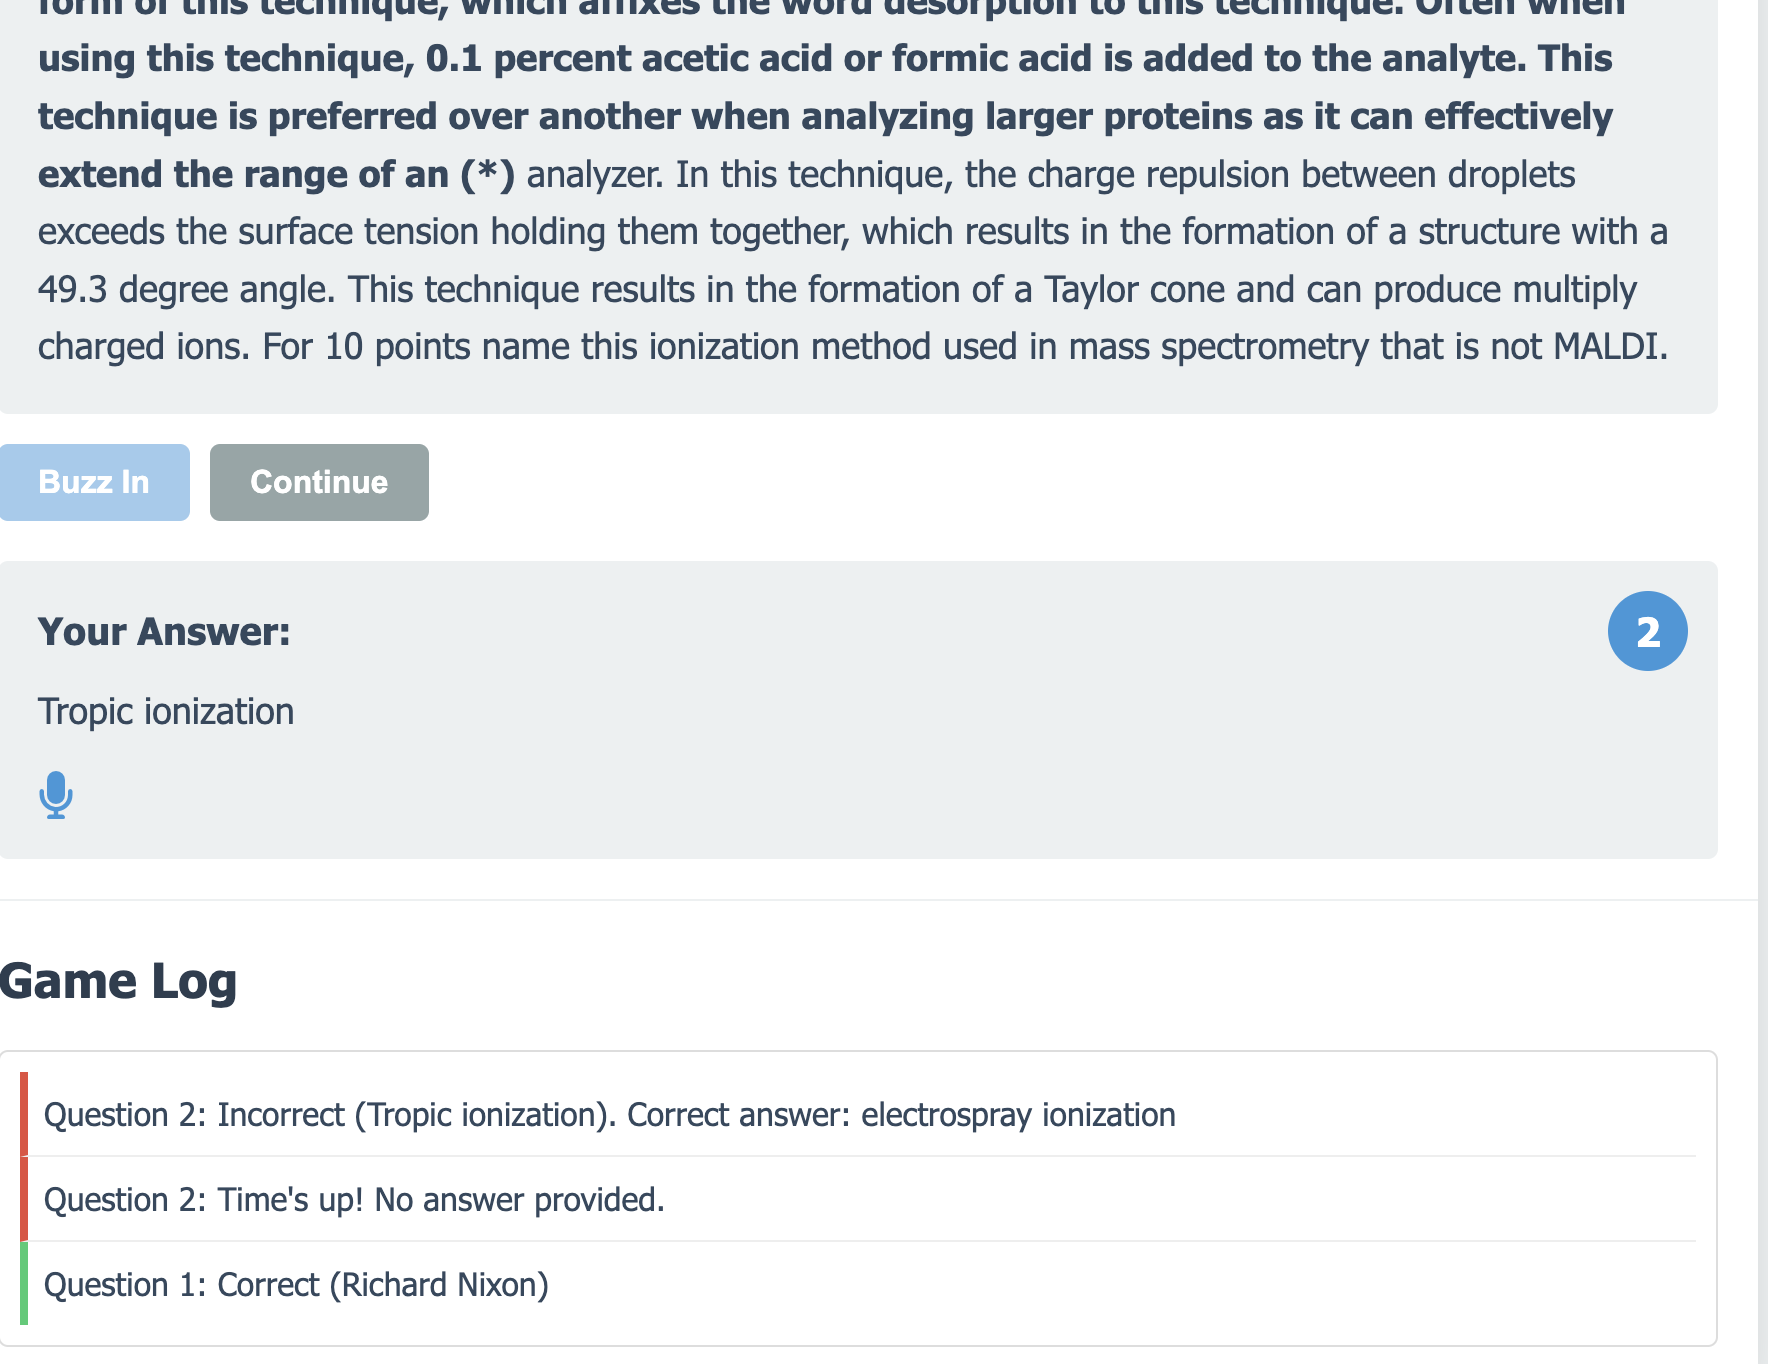 form of this technique, which affixes the word desorption to this technique. Often when
using this technique, 0.1 percent acetic acid or formic acid is added to the analyte. This
technique is preferred over another when analyzing larger proteins as it can effectively
extend the range of an (*) analyzer. In this technique, the charge repulsion between droplets
exceeds the surface tension holding them together, which results in the formation of a structure with a
49.3 degree angle. This technique results in the formation of a Taylor cone and can produce multiply
charged ions. For 10 points name this ionization method used in mass spectrometry that is not MALDI.
Buzz In Continue
Your Answer:
2
Tropic ionization
Game Log
Question 2: Incorrect (Tropic ionization). Correct answer: electrospray ionization
Question 2: Time's up! No answer provided.
Question 1: Correct (Richard Nixon)